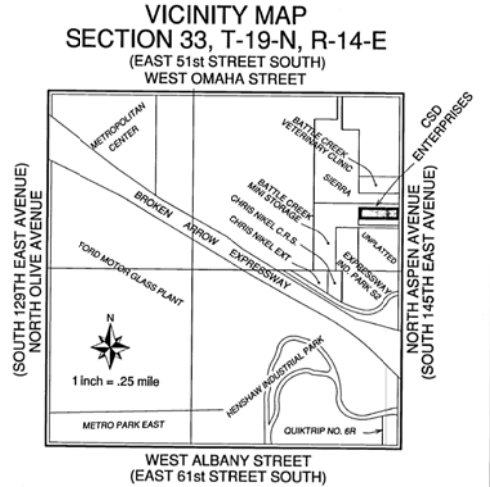 VICINITY MAP
SECTION 33, T-19-N, R-14-E
(EAST 51st STREET SOUTH)
WEST OMAHA STREET
METROPOLITAN
CENTER
BATTLE CREEK
VETERINARY CLINIC
CSD
ENTERPRISES
SIERRA
BATTLE CREEK
MINI STORAGE
CHRIS NIKEL C.R.S.
CHRIS NIKEL EXT
UNPLATTED
EXPRESSWAY
IND. PARK S2
BROKEN ARROW EXPRESSWAY
(SOUTH 129TH EAST AVENUE)
NORTH OLIVE AVENUE
NORTH ASPEN AVENUE
(SOUTH 145TH EAST AVENUE)
FORD MOTOR GLASS PLANT
N
1 inch = .25 mile
HENSHAW INDUSTRIAL PARK
METRO PARK EAST
QUIKTRIP NO. 6R
WEST ALBANY STREET
(EAST 61st STREET SOUTH)